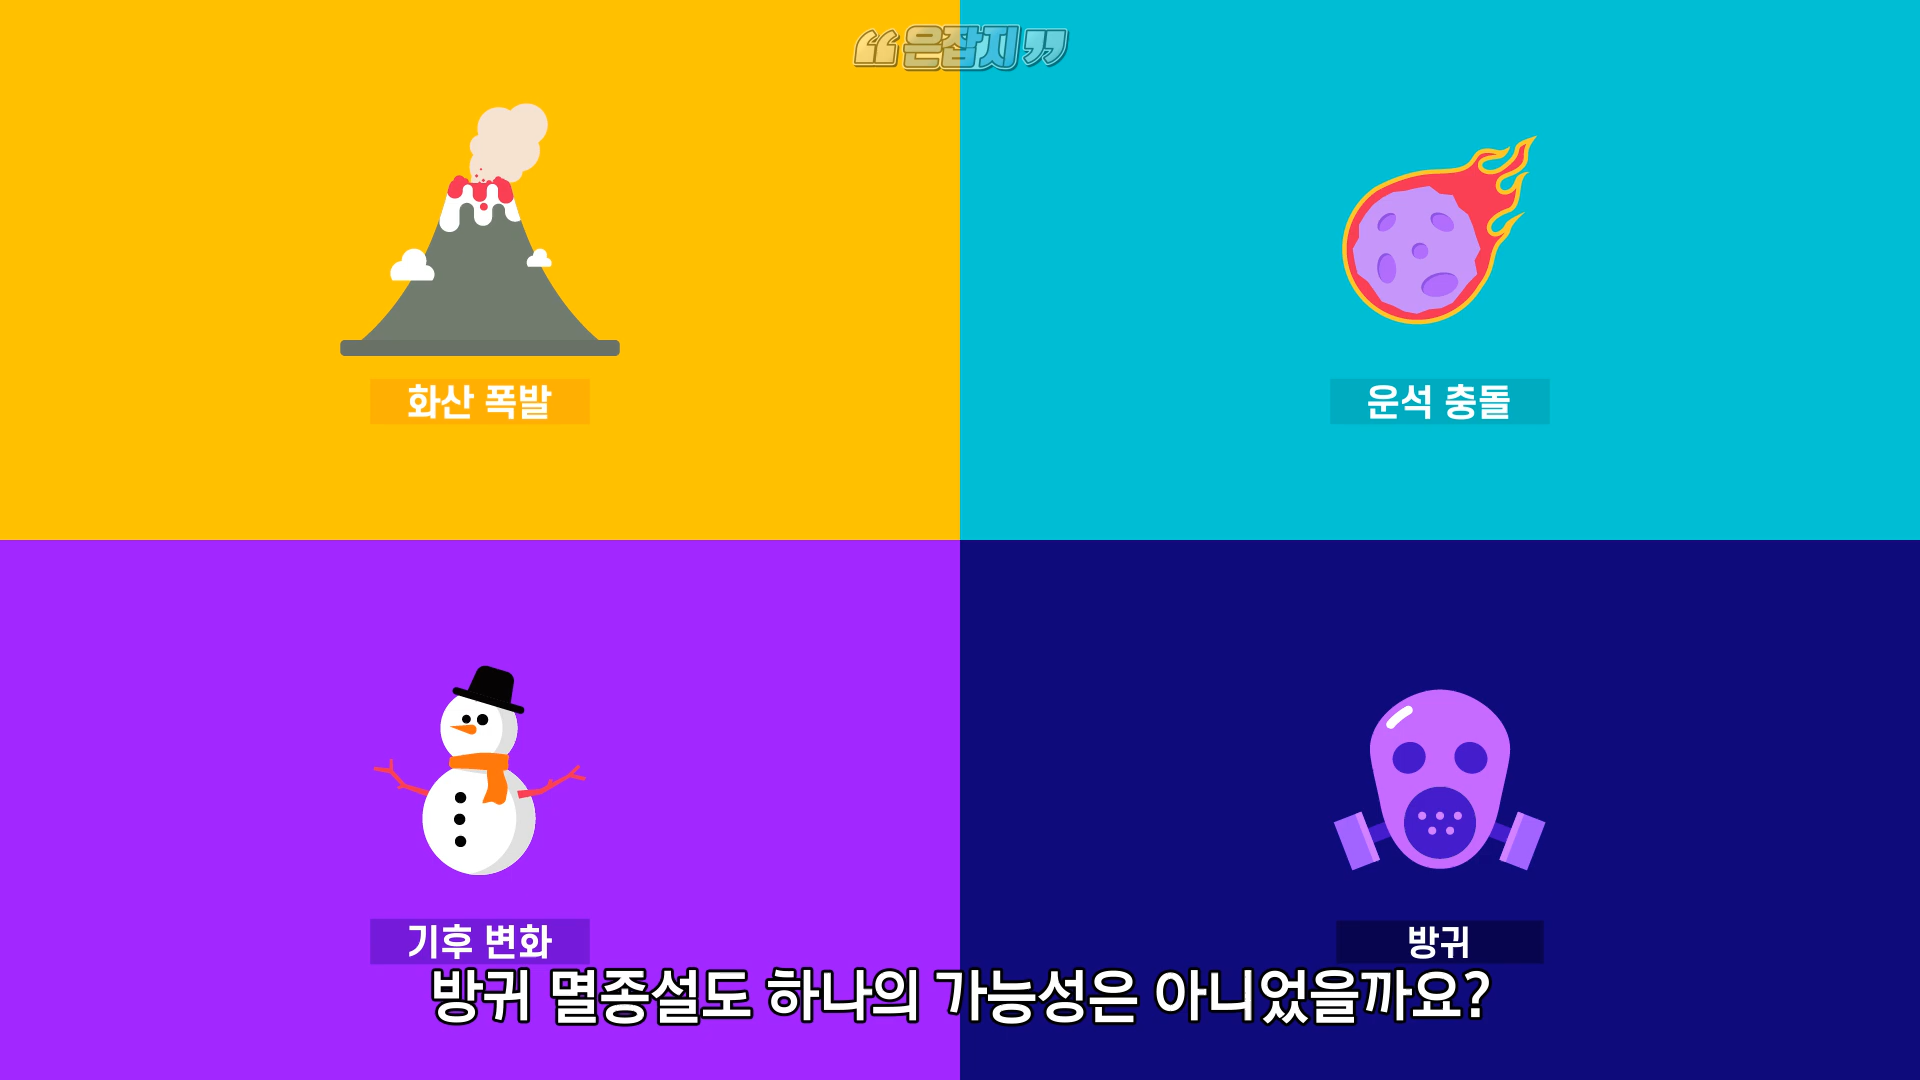 “은잡지”
화산 폭발
운석 충돌
기후 변화
방귀
방귀 멸종설도 하나의 가능성은 아니었을까요?